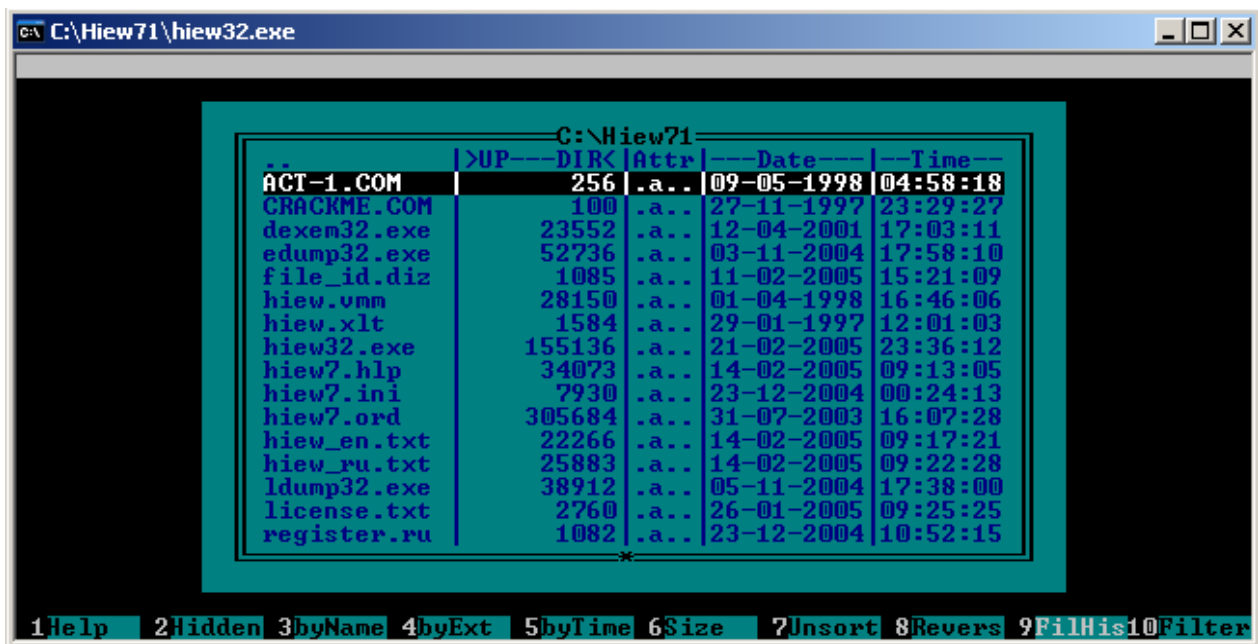 C:\Hiew71\hiew32.exe
C:\Hiew71
.. |>UP---DIR<|Attr|---Date---|--Time--
ACT-1.COM | 256|.a..|09-05-1998|04:58:18
CRACKME.COM | 100|.a..|27-11-1997|23:29:27
dexem32.exe | 23552|.a..|12-04-2001|17:03:11
edump32.exe | 52736|.a..|03-11-2004|17:58:10
file_id.diz | 1085|.a..|11-02-2005|15:21:09
hiew.vmm | 28150|.a..|01-04-1998|16:46:06
hiew.xlt | 1584|.a..|29-01-1997|12:01:03
hiew32.exe | 155136|.a..|21-02-2005|23:36:12
hiew7.hlp | 34073|.a..|14-02-2005|09:13:05
hiew7.ini | 7930|.a..|23-12-2004|00:24:13
hiew7.ord | 305684|.a..|31-07-2003|16:07:28
hiew_en.txt | 22266|.a..|14-02-2005|09:17:21
hiew_ru.txt | 25883|.a..|14-02-2005|09:22:28
ldump32.exe | 38912|.a..|05-11-2004|17:38:00
license.txt | 2760|.a..|26-01-2005|09:25:25
register.ru | 1082|.a..|23-12-2004|10:52:15
1Help 2Hidden 3byName 4byExt 5byTime 6Size 7Unsort 8Revers 9FilHis10Filter